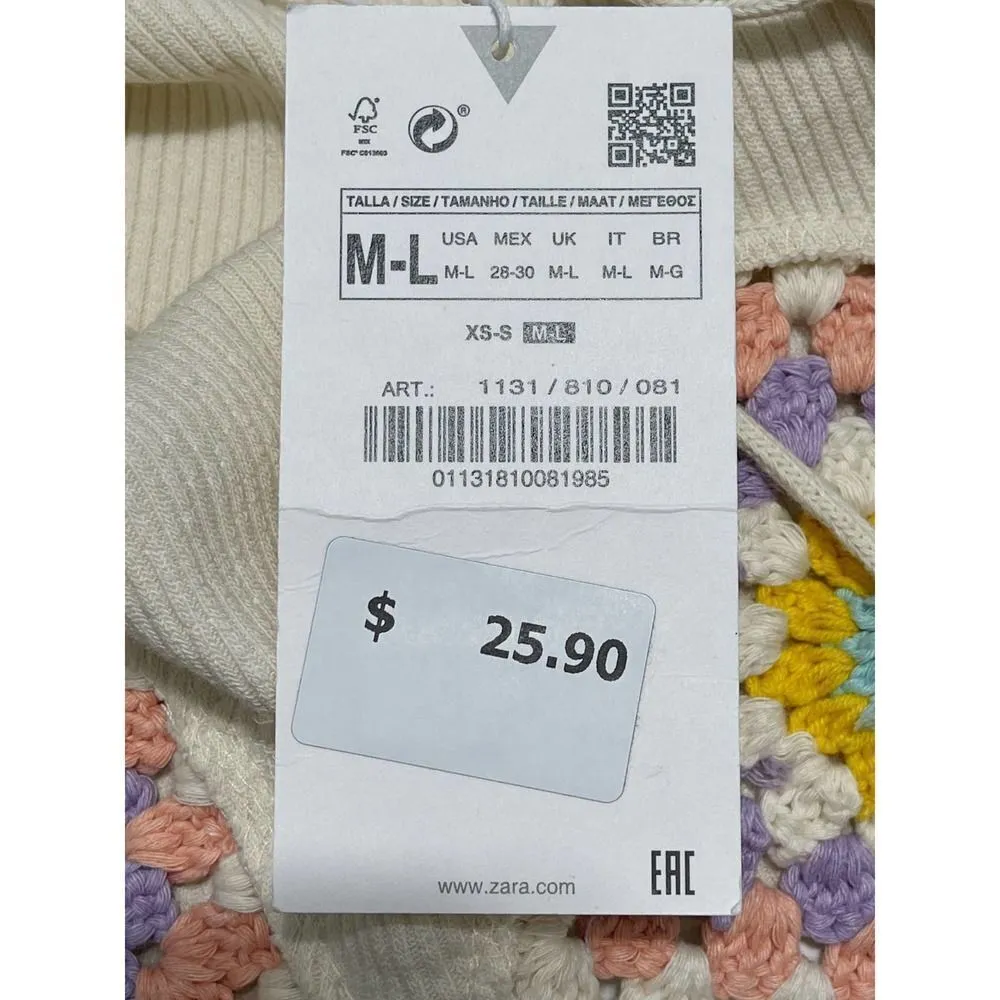 FSC
MIX
FSC® C013603
®
TALLA / SIZE / TAMANHO / TAILLE / MAAT / ΜΕΓΕΘΟΣ
M-L
USA MEX UK IT BR
M-L 28-30 M-L M-L M-G
XS-S M-L
ART.: 1131 / 810 / 081
01131810081985
$ 25.90
www.zara.com
EAC